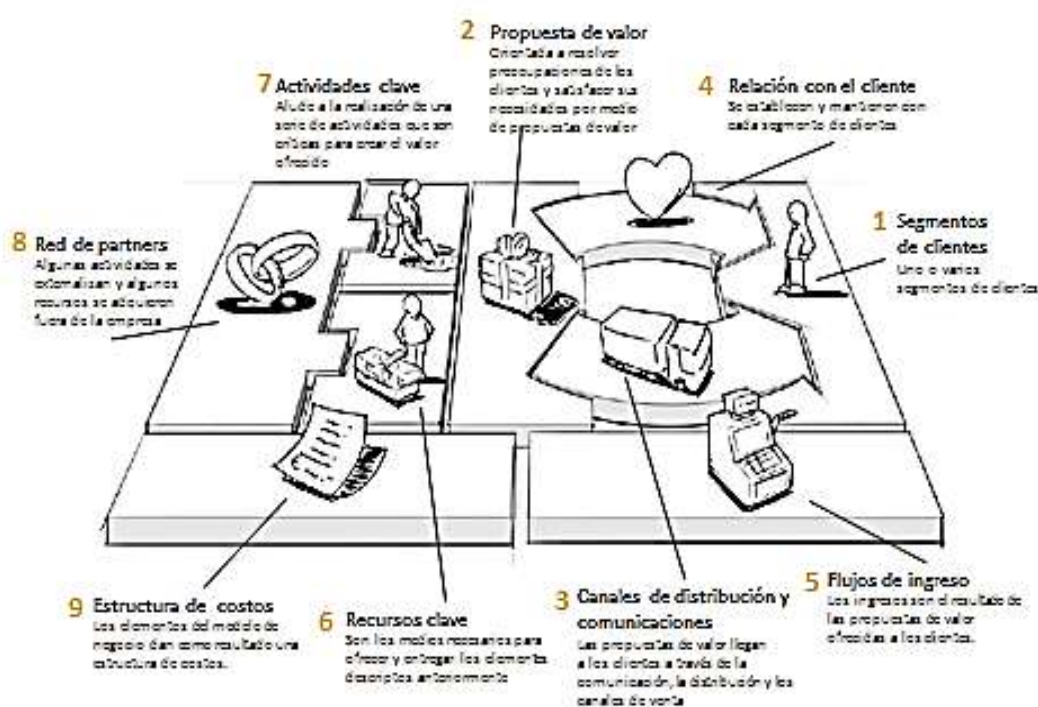 2 Propuesta de valor
Orientada a resolver
preocupaciones de los
clientes y satisfacer sus
necesidades por medio
de propuestas de valor
7 Actividades clave
Alude a la realización de una
serie de actividades que son
críticas para crear el valor
ofrecido
4 Relación con el cliente
Se establecen y mantienen con
cada segmento de clientes
1 Segmentos
de clientes
Uno o varios
segmentos de clientes
8 Red de partners
Algunas actividades se
externalizan y algunos
recursos se adquieren
fuera de la empresa
9 Estructura de costos
Los elementos del modelo de
negocio dan como resultado una
estructura de costos.
6 Recursos clave
Son los medios necesarios para
ofrecer y entregar los elementos
descriptos anteriormente
3 Canales de distribución y
comunicaciones
Las propuestas de valor llegan
a los clientes a través de la
comunicación, la distribución y los
canales de venta
5 Flujos de ingreso
Los ingresos son el resultado de
las propuestas de valor
ofrecidas a los clientes.